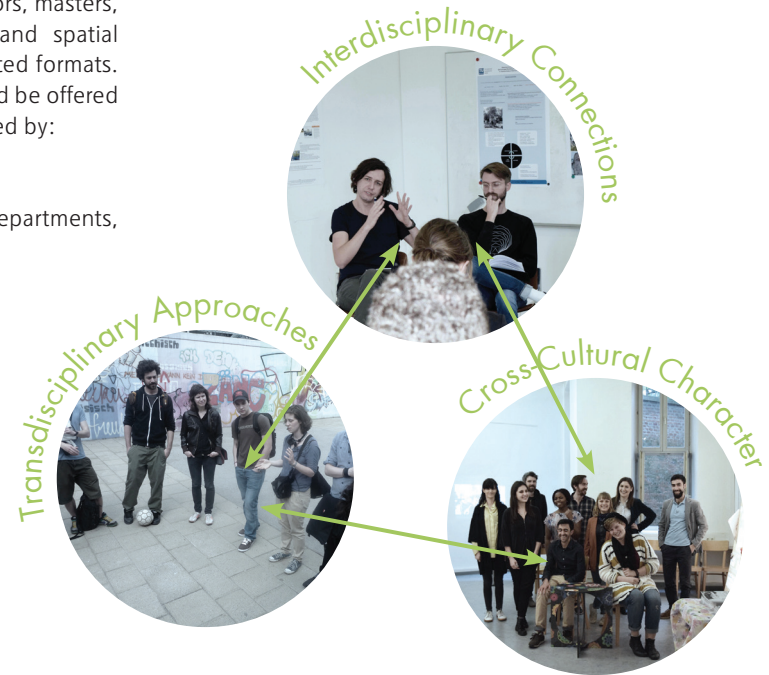 ors, masters,
and spatial
ted formats.
d be offered
ed by:
epartments,
Interdisciplinary Connections
Transdisciplinary Approaches
Cross-Cultural Character